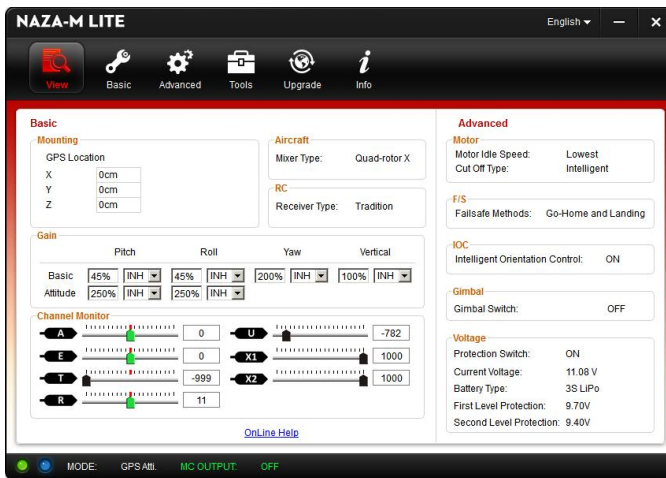 NAZA-M LITE
English
View
Basic
Advanced
Tools
Upgrade
Info
Basic
Mounting
GPS Location
X 0cm
Y 0cm
Z 0cm
Aircraft
Mixer Type: Quad-rotor X
RC
Receiver Type: Tradition
Gain
Pitch Roll Yaw Vertical
Basic 45% INH 45% INH 200% INH 100% INH
Attitude 250% INH 250% INH
Channel Monitor
A 0 U -782
E 0 X1 1000
T -999 X2 1000
R 11
OnLine Help
Advanced
Motor
Motor Idle Speed: Lowest
Cut Off Type: Intelligent
F/S
Failsafe Methods: Go-Home and Landing
IOC
Intelligent Orientation Control: ON
Gimbal
Gimbal Switch: OFF
Voltage
Protection Switch: ON
Current Voltage: 11.08 V
Battery Type: 3S LiPo
First Level Protection: 9.70V
Second Level Protection: 9.40V
MODE: GPS Atti. MC OUTPUT: OFF